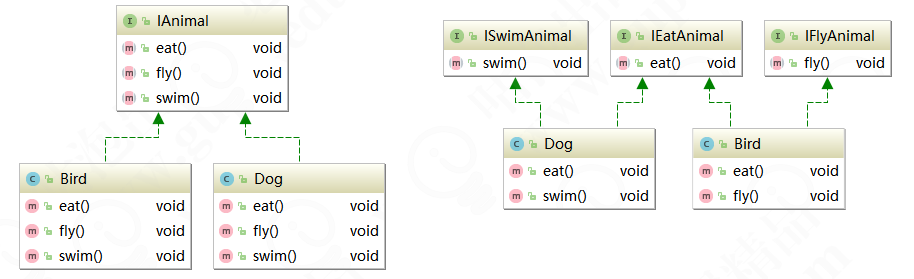 IAnimal
eat() void
fly() void
swim() void
Bird
eat() void
fly() void
swim() void
Dog
eat() void
fly() void
swim() void
ISwimAnimal
swim() void
IEatAnimal
eat() void
IFlyAnimal
fly() void
Dog
eat() void
swim() void
Bird
eat() void
fly() void